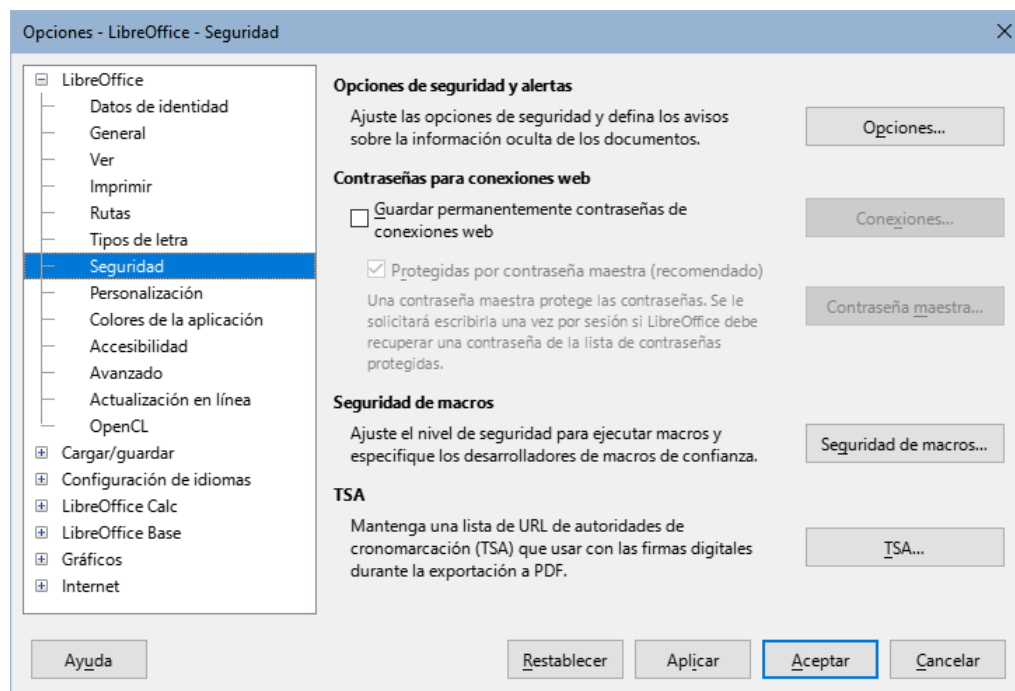 Opciones - LibreOffice - Seguridad
LibreOffice
Datos de identidad
General
Ver
Imprimir
Rutas
Tipos de letra
Seguridad
Personalización
Colores de la aplicación
Accesibilidad
Avanzado
Actualización en línea
OpenCL
Cargar/guardar
Configuración de idiomas
LibreOffice Calc
LibreOffice Base
Gráficos
Internet
Opciones de seguridad y alertas
Ajuste las opciones de seguridad y defina los avisos
sobre la información oculta de los documentos.
Opciones...
Contraseñas para conexiones web
Guardar permanentemente contraseñas de
conexiones web
Conexiones...
Protegidas por contraseña maestra (recomendado)
Una contraseña maestra protege las contraseñas. Se le
solicitará escribirla una vez por sesión si LibreOffice debe
recuperar una contraseña de la lista de contraseñas
protegidas.
Contraseña maestra...
Seguridad de macros
Ajuste el nivel de seguridad para ejecutar macros y
especifique los desarrolladores de macros de confianza.
Seguridad de macros...
TSA
Mantenga una lista de URL de autoridades de
cronomarcación (TSA) que usar con las firmas digitales
durante la exportación a PDF.
TSA...
Ayuda
Restablecer
Aplicar
Aceptar
Cancelar